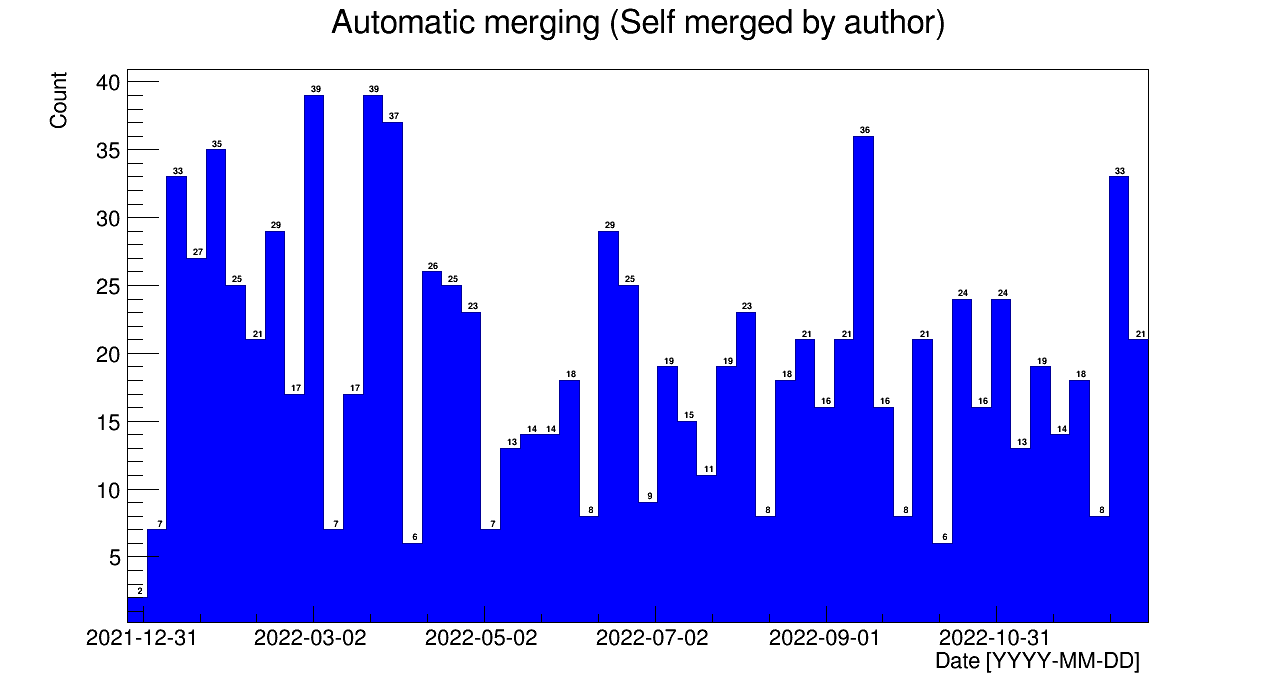 Automatic merging (Self merged by author)
Count
40
35
30
25
20
15
10
5
2 7 33 27 35 25 21 29 17 39 7 17 39 37 6 26 25 23 7 13 14 14 18 8 29 25 9 19 15 11 19 23 8 18 21 16 21 36 16 8 21 6 24 16 24 13 19 14 18 8 33 21
2021-12-31 2022-03-02 2022-05-02 2022-07-02 2022-09-01 2022-10-31
Date [YYYY-MM-DD]